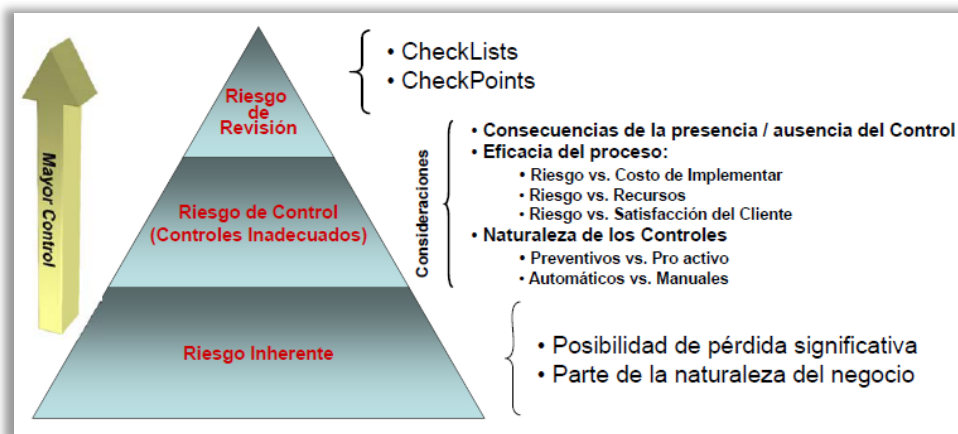 Mayor Control
Riesgo
de
Revisión
• CheckLists
• CheckPoints
Riesgo de Control
(Controles Inadecuados)
Consideraciones
• Consecuencias de la presencia / ausencia del Control
• Eficacia del proceso:
• Riesgo vs. Costo de Implementar
• Riesgo vs. Recursos
• Riesgo vs. Satisfacción del Cliente
• Naturaleza de los Controles
• Preventivos vs. Pro activo
• Automáticos vs. Manuales
Riesgo Inherente
• Posibilidad de pérdida significativa
• Parte de la naturaleza del negocio